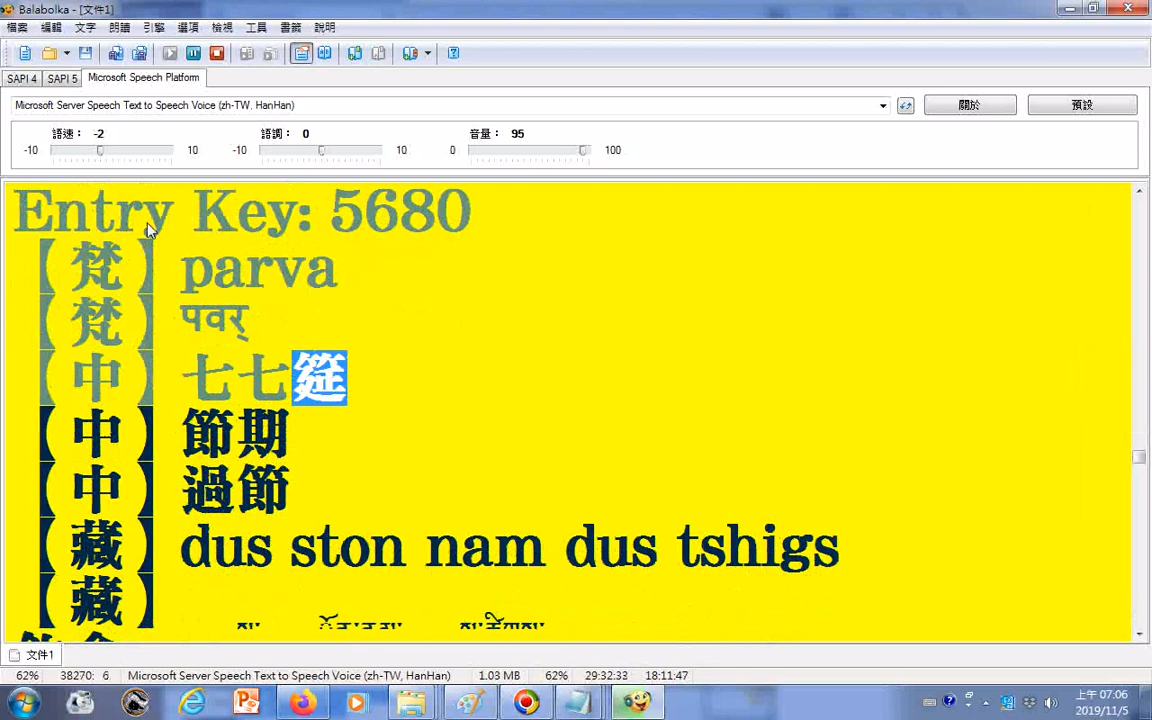 Balabolka - [文件1]
檔案 編輯 文字 朗讀 引擎 選項 檢視 工具 書籤 說明
SAPI 4 SAPI 5 Microsoft Speech Platform
Microsoft Server Speech Text to Speech Voice (zh-TW, HanHan) 關於 預設
語速： -2 語調： 0 音量： 95
-10 10 -10 10 0 100
Entry Key: 5680
【梵】 parva
【梵】 पवर्
【中】 七七筵
【中】 節期
【中】 過節
【藏】 dus ston nam dus tshigs
【藏】
文件1
62% 38270: 6 Microsoft Server Speech Text to Speech Voice (zh-TW, HanHan) 1.03 MB 62% 29:32:33 18:11:47
上午 07:06
2019/11/5